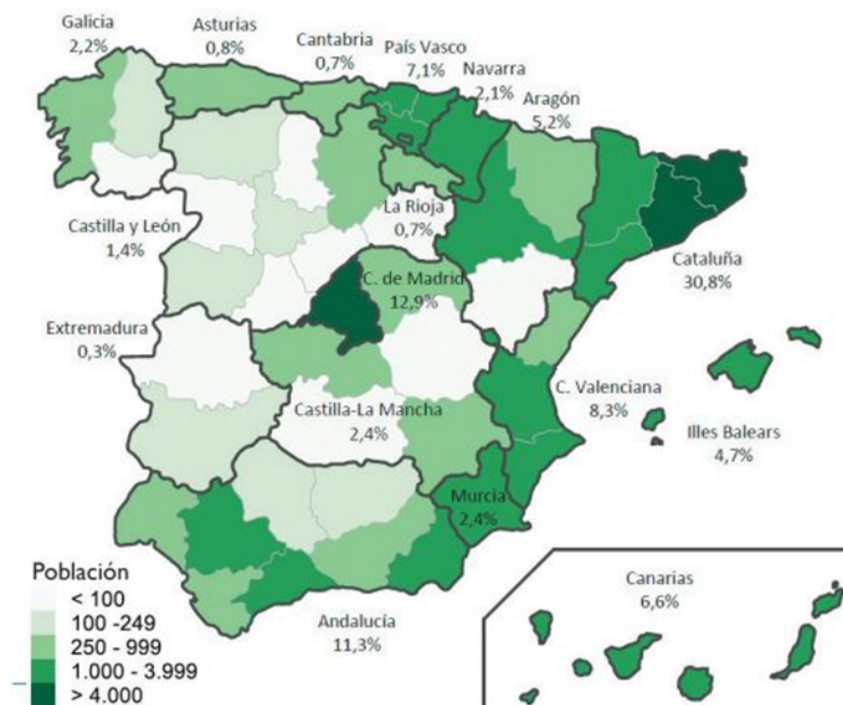 Galicia
2,2%
Asturias
0,8%
Cantabria
0,7%
País Vasco
7,1%
Navarra
2,1%
Aragón
5,2%
Castilla y León
1,4%
La Rioja
0,7%
Cataluña
30,8%
C. de Madrid
12,9%
Extremadura
0,3%
Castilla-La Mancha
2,4%
C. Valenciana
8,3%
Illes Balears
4,7%
Murcia
2,4%
Andalucía
11,3%
Canarias
6,6%
Población
< 100
100 -249
250 - 999
1.000 - 3.999
> 4.000